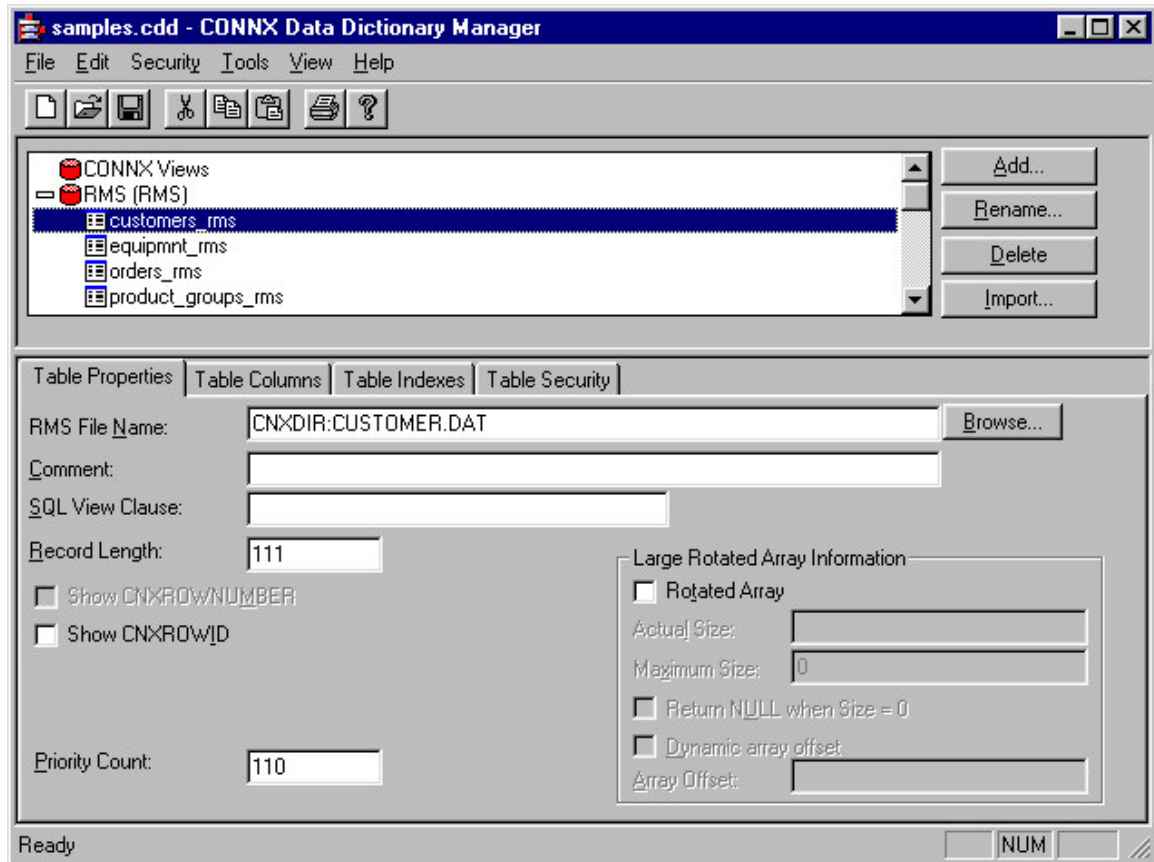 samples.cdd - CONNX Data Dictionary Manager
File Edit Security Tools View Help
CONNX Views
RMS (RMS)
customers_rms
equipmnt_rms
orders_rms
product_groups_rms
Add...
Rename...
Delete
Import...
Table Properties Table Columns Table Indexes Table Security
RMS File Name: CNXDIR:CUSTOMER.DAT Browse...
Comment:
SQL View Clause:
Record Length: 111
Show CNXROWNUMBER
Show CNXROWID
Priority Count: 110
Large Rotated Array Information
Rotated Array
Actual Size:
Maximum Size: 0
Return NULL when Size = 0
Dynamic array offset
Array Offset:
Ready NUM